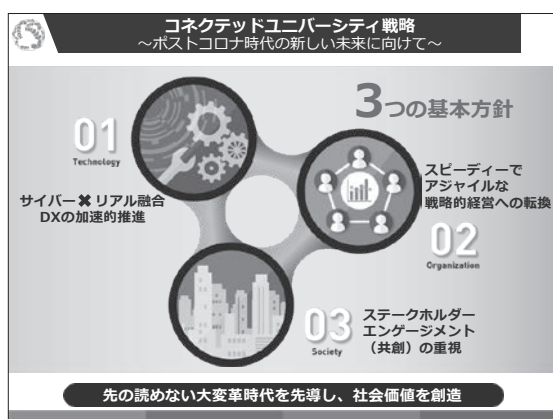 コネクテッドユニバーシティ戦略
～ポストコロナ時代の新しい未来に向けて～
3つの基本方針
01
Technology
サイバー✖リアル融合
DXの加速的推進
スピーディーで
アジャイルな
戦略的経営への転換
02
Organization
03
Society
ステークホルダー
エンゲージメント
（共創）の重視
先の読めない大変革時代を先導し、社会価値を創造